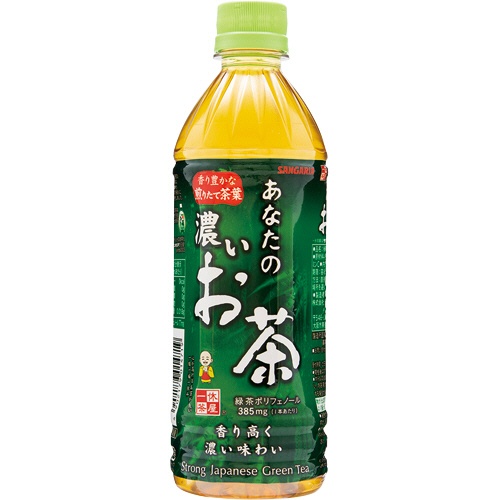 SANGARIA
香り豊かな
煎りたて茶葉
あなたの
濃いお茶
一休茶屋
緑茶ポリフェノール
385mg(1本あたり)
香り高く
濃い味わい
Strong Japanese Green Tea